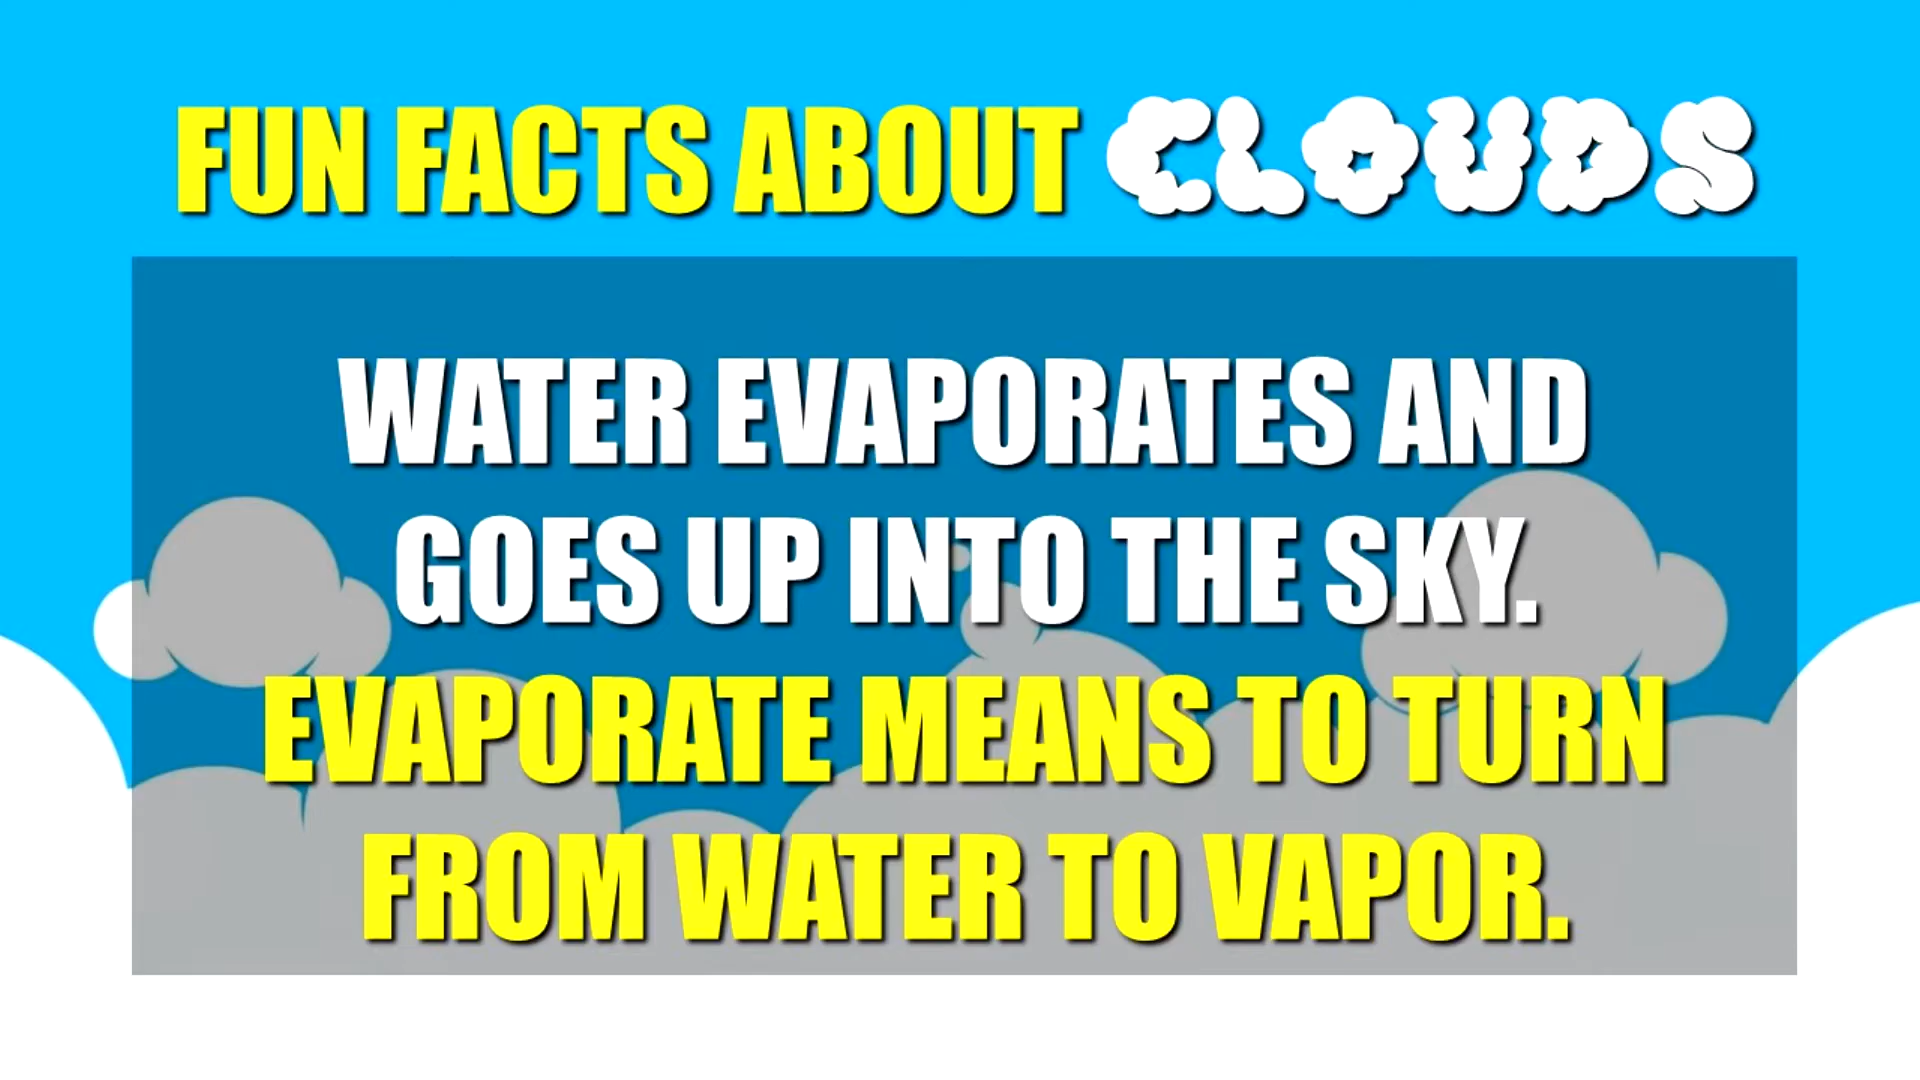 FUN FACTS ABOUT CLOUDS
WATER EVAPORATES AND
GOES UP INTO THE SKY.
EVAPORATE MEANS TO TURN
FROM WATER TO VAPOR.